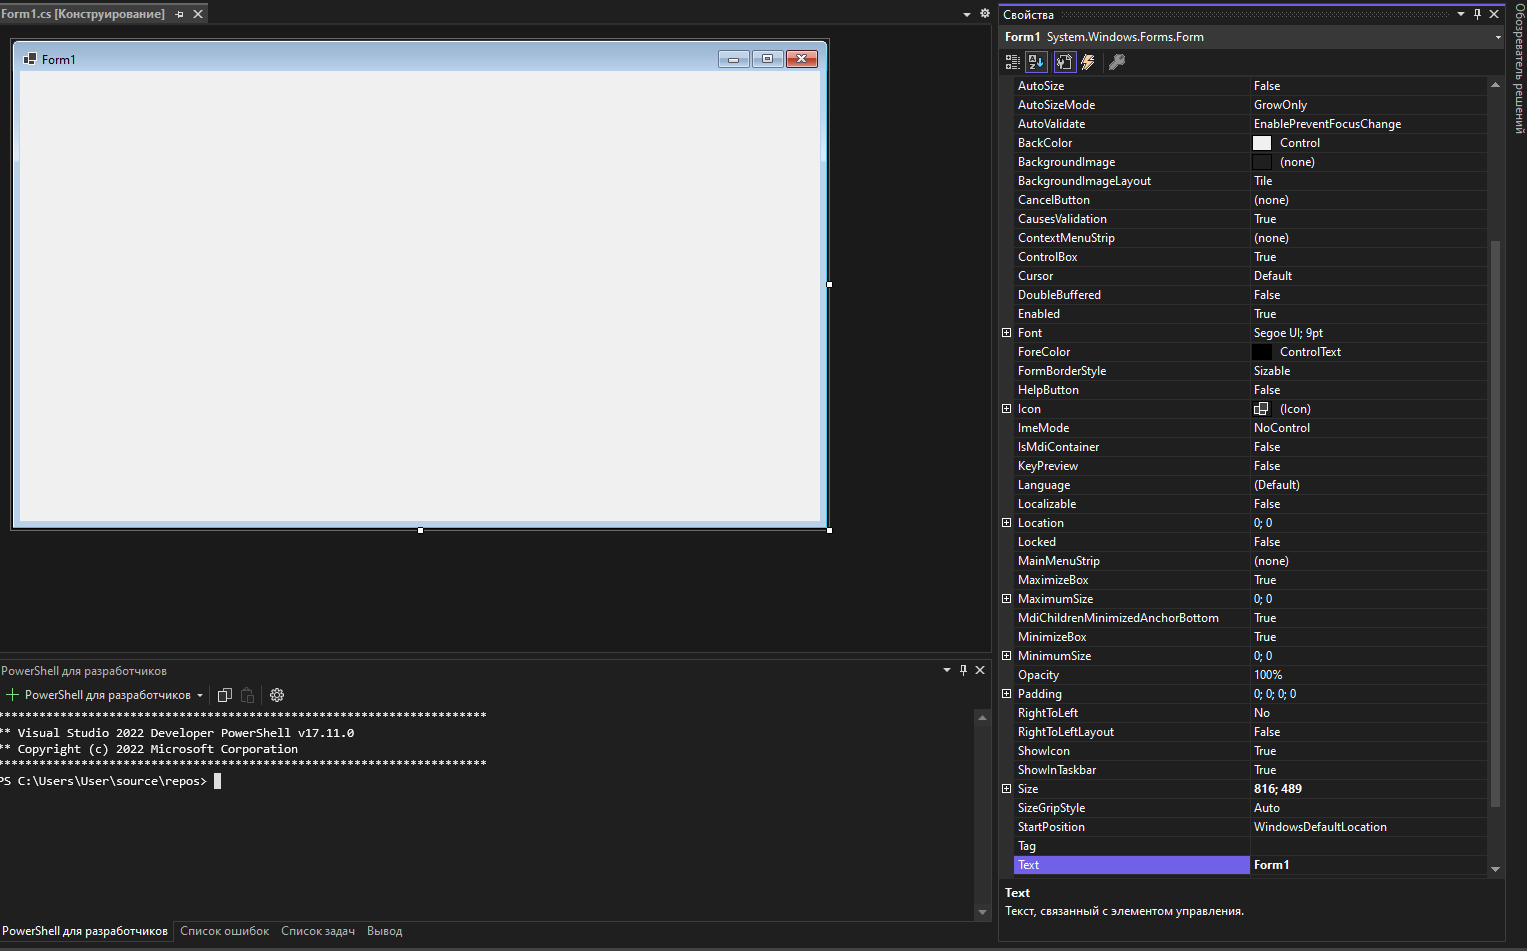 Form1.cs [Конструирование]
Form1
Свойства
Form1 System.Windows.Forms.Form
AutoSize False
AutoSizeMode GrowOnly
AutoValidate EnablePreventFocusChange
BackColor Control
BackgroundImage (none)
BackgroundImageLayout Tile
CancelButton (none)
CausesValidation True
ContextMenuStrip (none)
ControlBox True
Cursor Default
DoubleBuffered False
Enabled True
Font Segoe UI; 9pt
ForeColor ControlText
FormBorderStyle Sizable
HelpButton False
Icon (Icon)
ImeMode NoControl
IsMdiContainer False
KeyPreview False
Language (Default)
Localizable False
Location 0; 0
Locked False
MainMenuStrip (none)
MaximizeBox True
MaximumSize 0; 0
MdiChildrenMinimizedAnchorBottom True
MinimizeBox True
MinimumSize 0; 0
Opacity 100%
Padding 0; 0; 0; 0
RightToLeft No
RightToLeftLayout False
ShowIcon True
ShowInTaskbar True
Size 816; 489
SizeGripStyle Auto
StartPosition WindowsDefaultLocation
Tag
Text Form1
Text
Текст, связанный с элементом управления.
Обозреватель решений
PowerShell для разработчиков
PowerShell для разработчиков
**********************************************************************
** Visual Studio 2022 Developer PowerShell v17.11.0
** Copyright (c) 2022 Microsoft Corporation
**********************************************************************
PS C:\Users\User\source\repos>
PowerShell для разработчиков Список ошибок Список задач Вывод